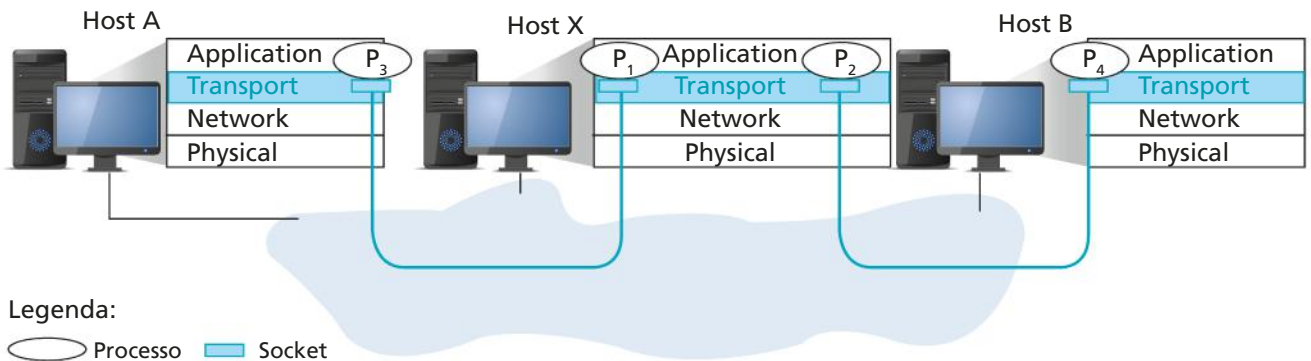 Host A
Application
P3
Transport
Network
Physical
Host X
P1
Application
P2
Transport
Network
Physical
Host B
P4
Application
Transport
Network
Physical
Legenda:
Processo
Socket